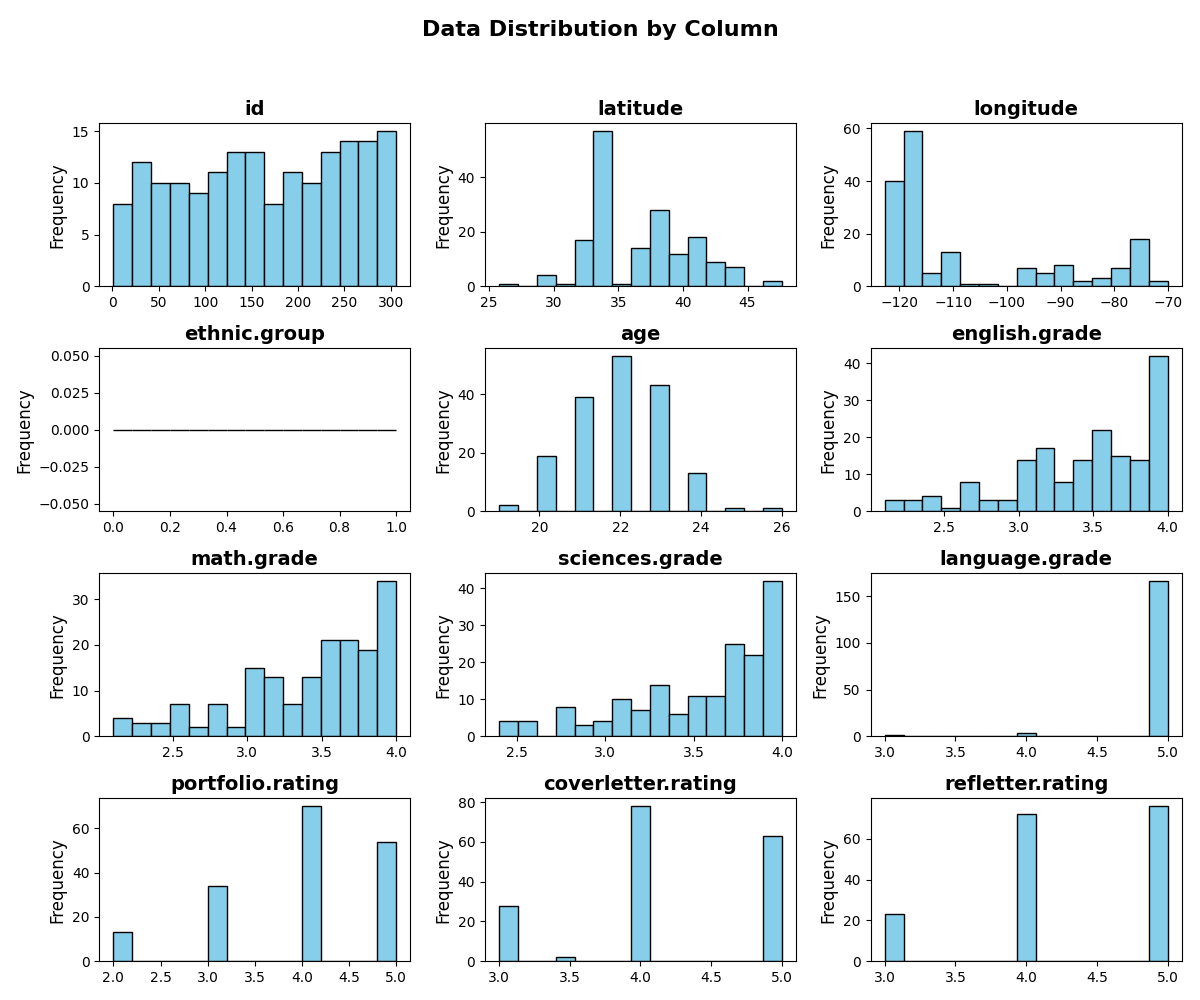 Data Distribution by Column
id
latitude
longitude
Frequency
15
10
5
0
0 50 100 150 200 250 300
Frequency
40
20
0
25 30 35 40 45
Frequency
60
40
20
0
−120 −110 −100 −90 −80 −70
ethnic.group
age
english.grade
Frequency
0.050
0.025
0.000
−0.025
−0.050
0.0 0.2 0.4 0.6 0.8 1.0
Frequency
40
20
0
20 22 24 26
Frequency
40
30
20
10
0
2.5 3.0 3.5 4.0
math.grade
sciences.grade
language.grade
Frequency
30
20
10
0
2.5 3.0 3.5 4.0
Frequency
40
30
20
10
0
2.5 3.0 3.5 4.0
Frequency
150
100
50
0
3.0 3.5 4.0 4.5 5.0
portfolio.rating
coverletter.rating
refletter.rating
Frequency
60
40
20
0
2.0 2.5 3.0 3.5 4.0 4.5 5.0
Frequency
80
60
40
20
0
3.0 3.5 4.0 4.5 5.0
Frequency
60
40
20
0
3.0 3.5 4.0 4.5 5.0